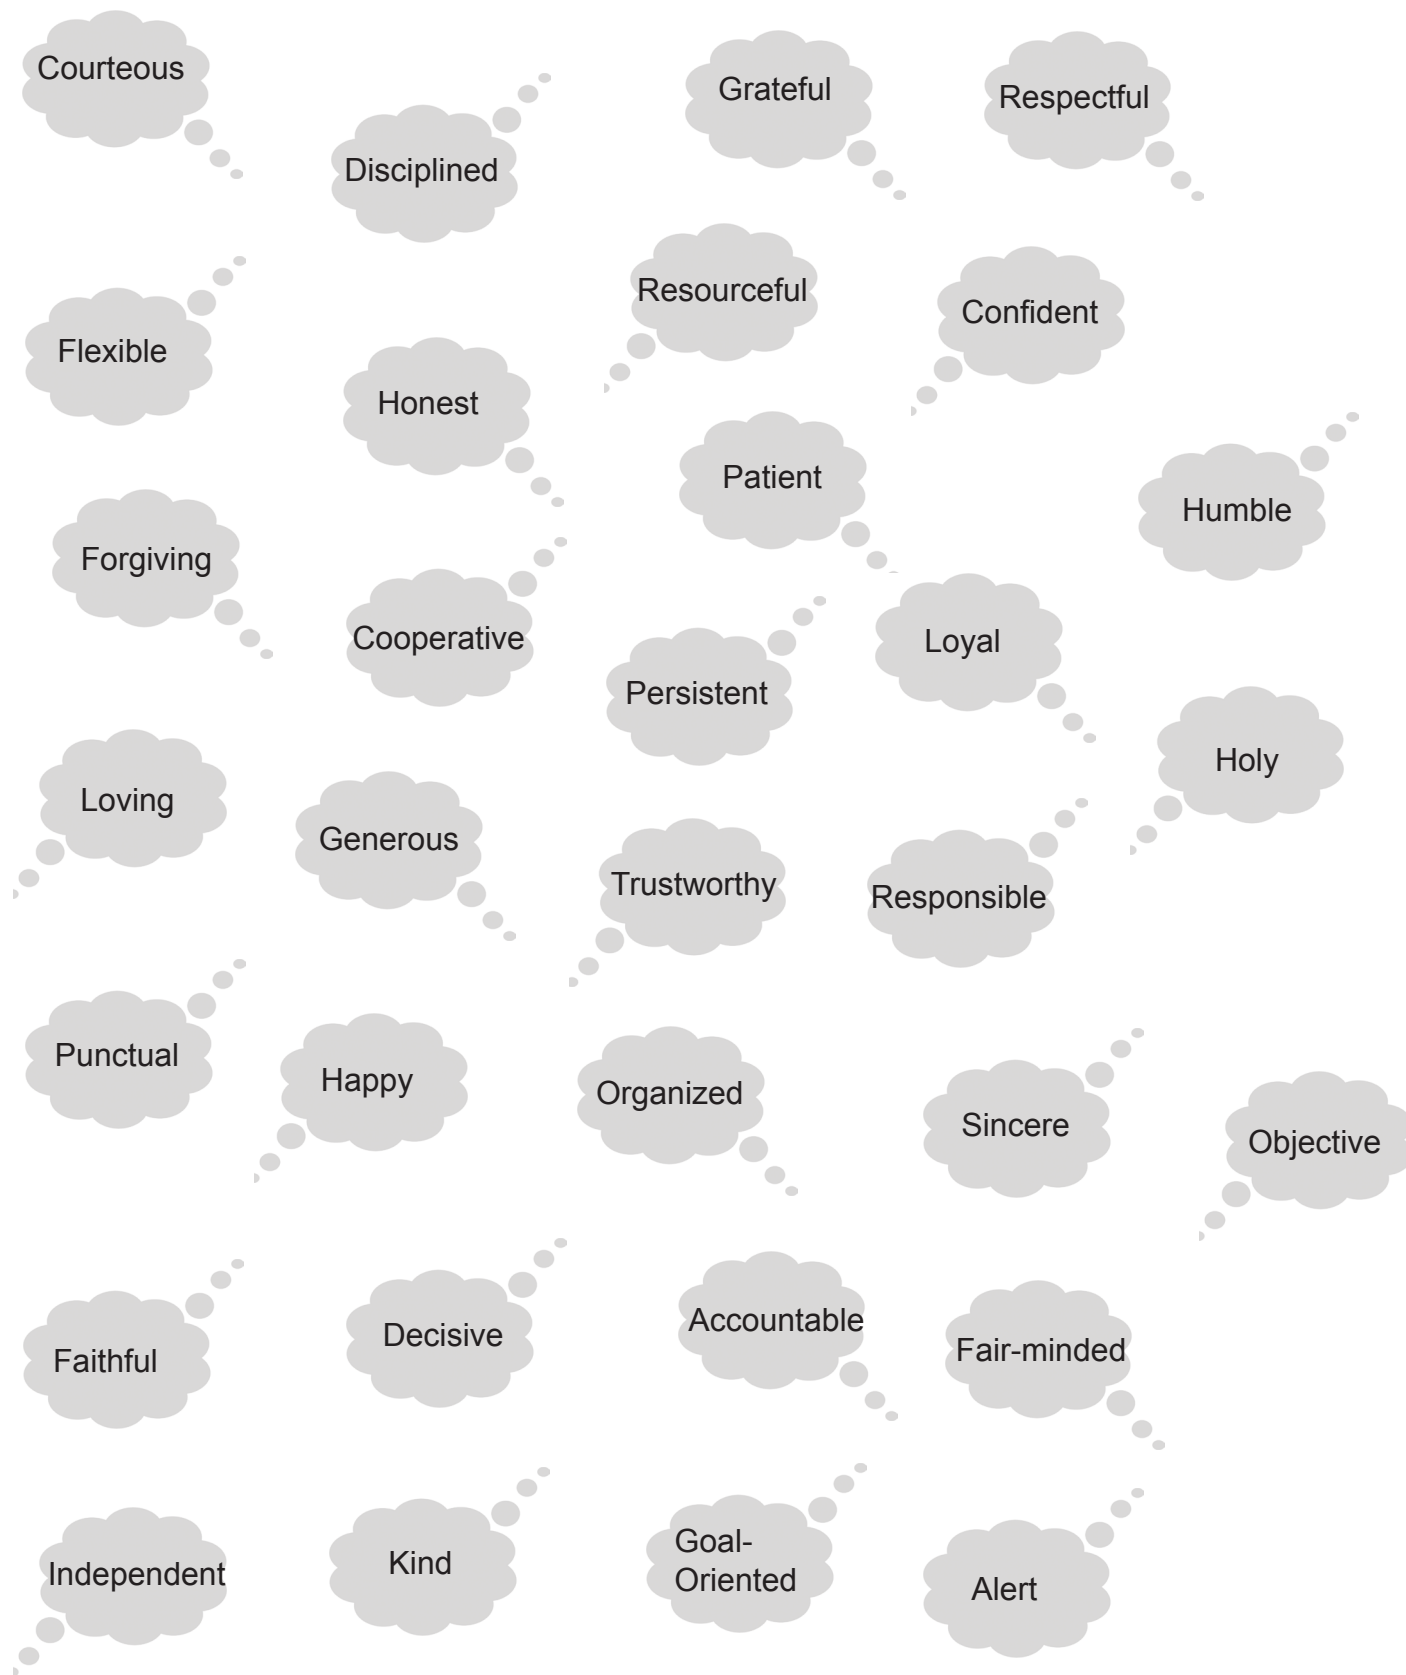 Courteous
Disciplined
Grateful
Respectful
Flexible
Honest
Resourceful
Confident
Forgiving
Cooperative
Patient
Humble
Persistent
Loyal
Loving
Generous
Trustworthy
Responsible
Holy
Punctual
Happy
Organized
Sincere
Objective
Faithful
Decisive
Accountable
Fair-minded
Independent
Kind
Goal-
Oriented
Alert